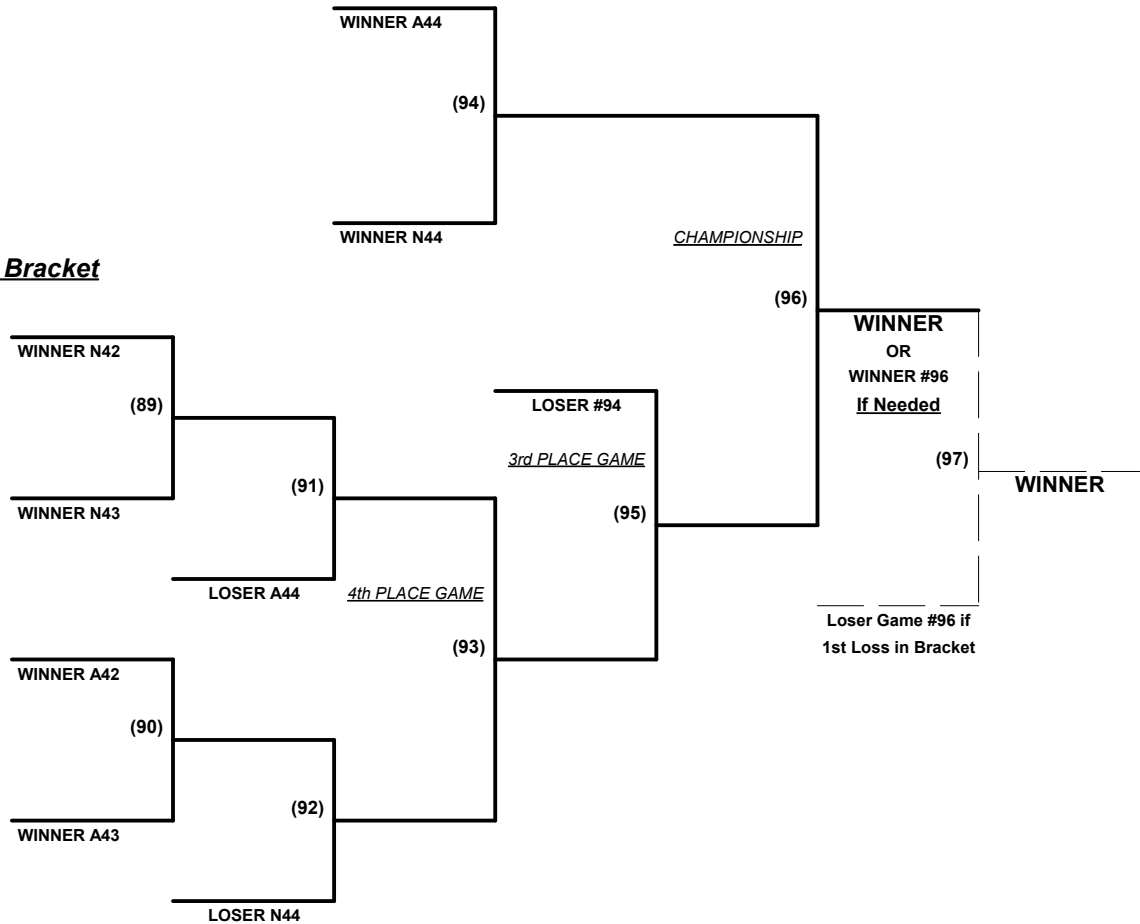 WINNER A44
(94)
WINNER N44
CHAMPIONSHIP
Bracket
(96)
WINNER
OR
WINNER #96
If Needed
WINNER N42
(89)
LOSER #94
3rd PLACE GAME
(97)
WINNER
(91)
WINNER N43
(95)
LOSER A44
4th PLACE GAME
Loser Game #96 if
1st Loss in Bracket
(93)
WINNER A42
(90)
(92)
WINNER A43
LOSER N44